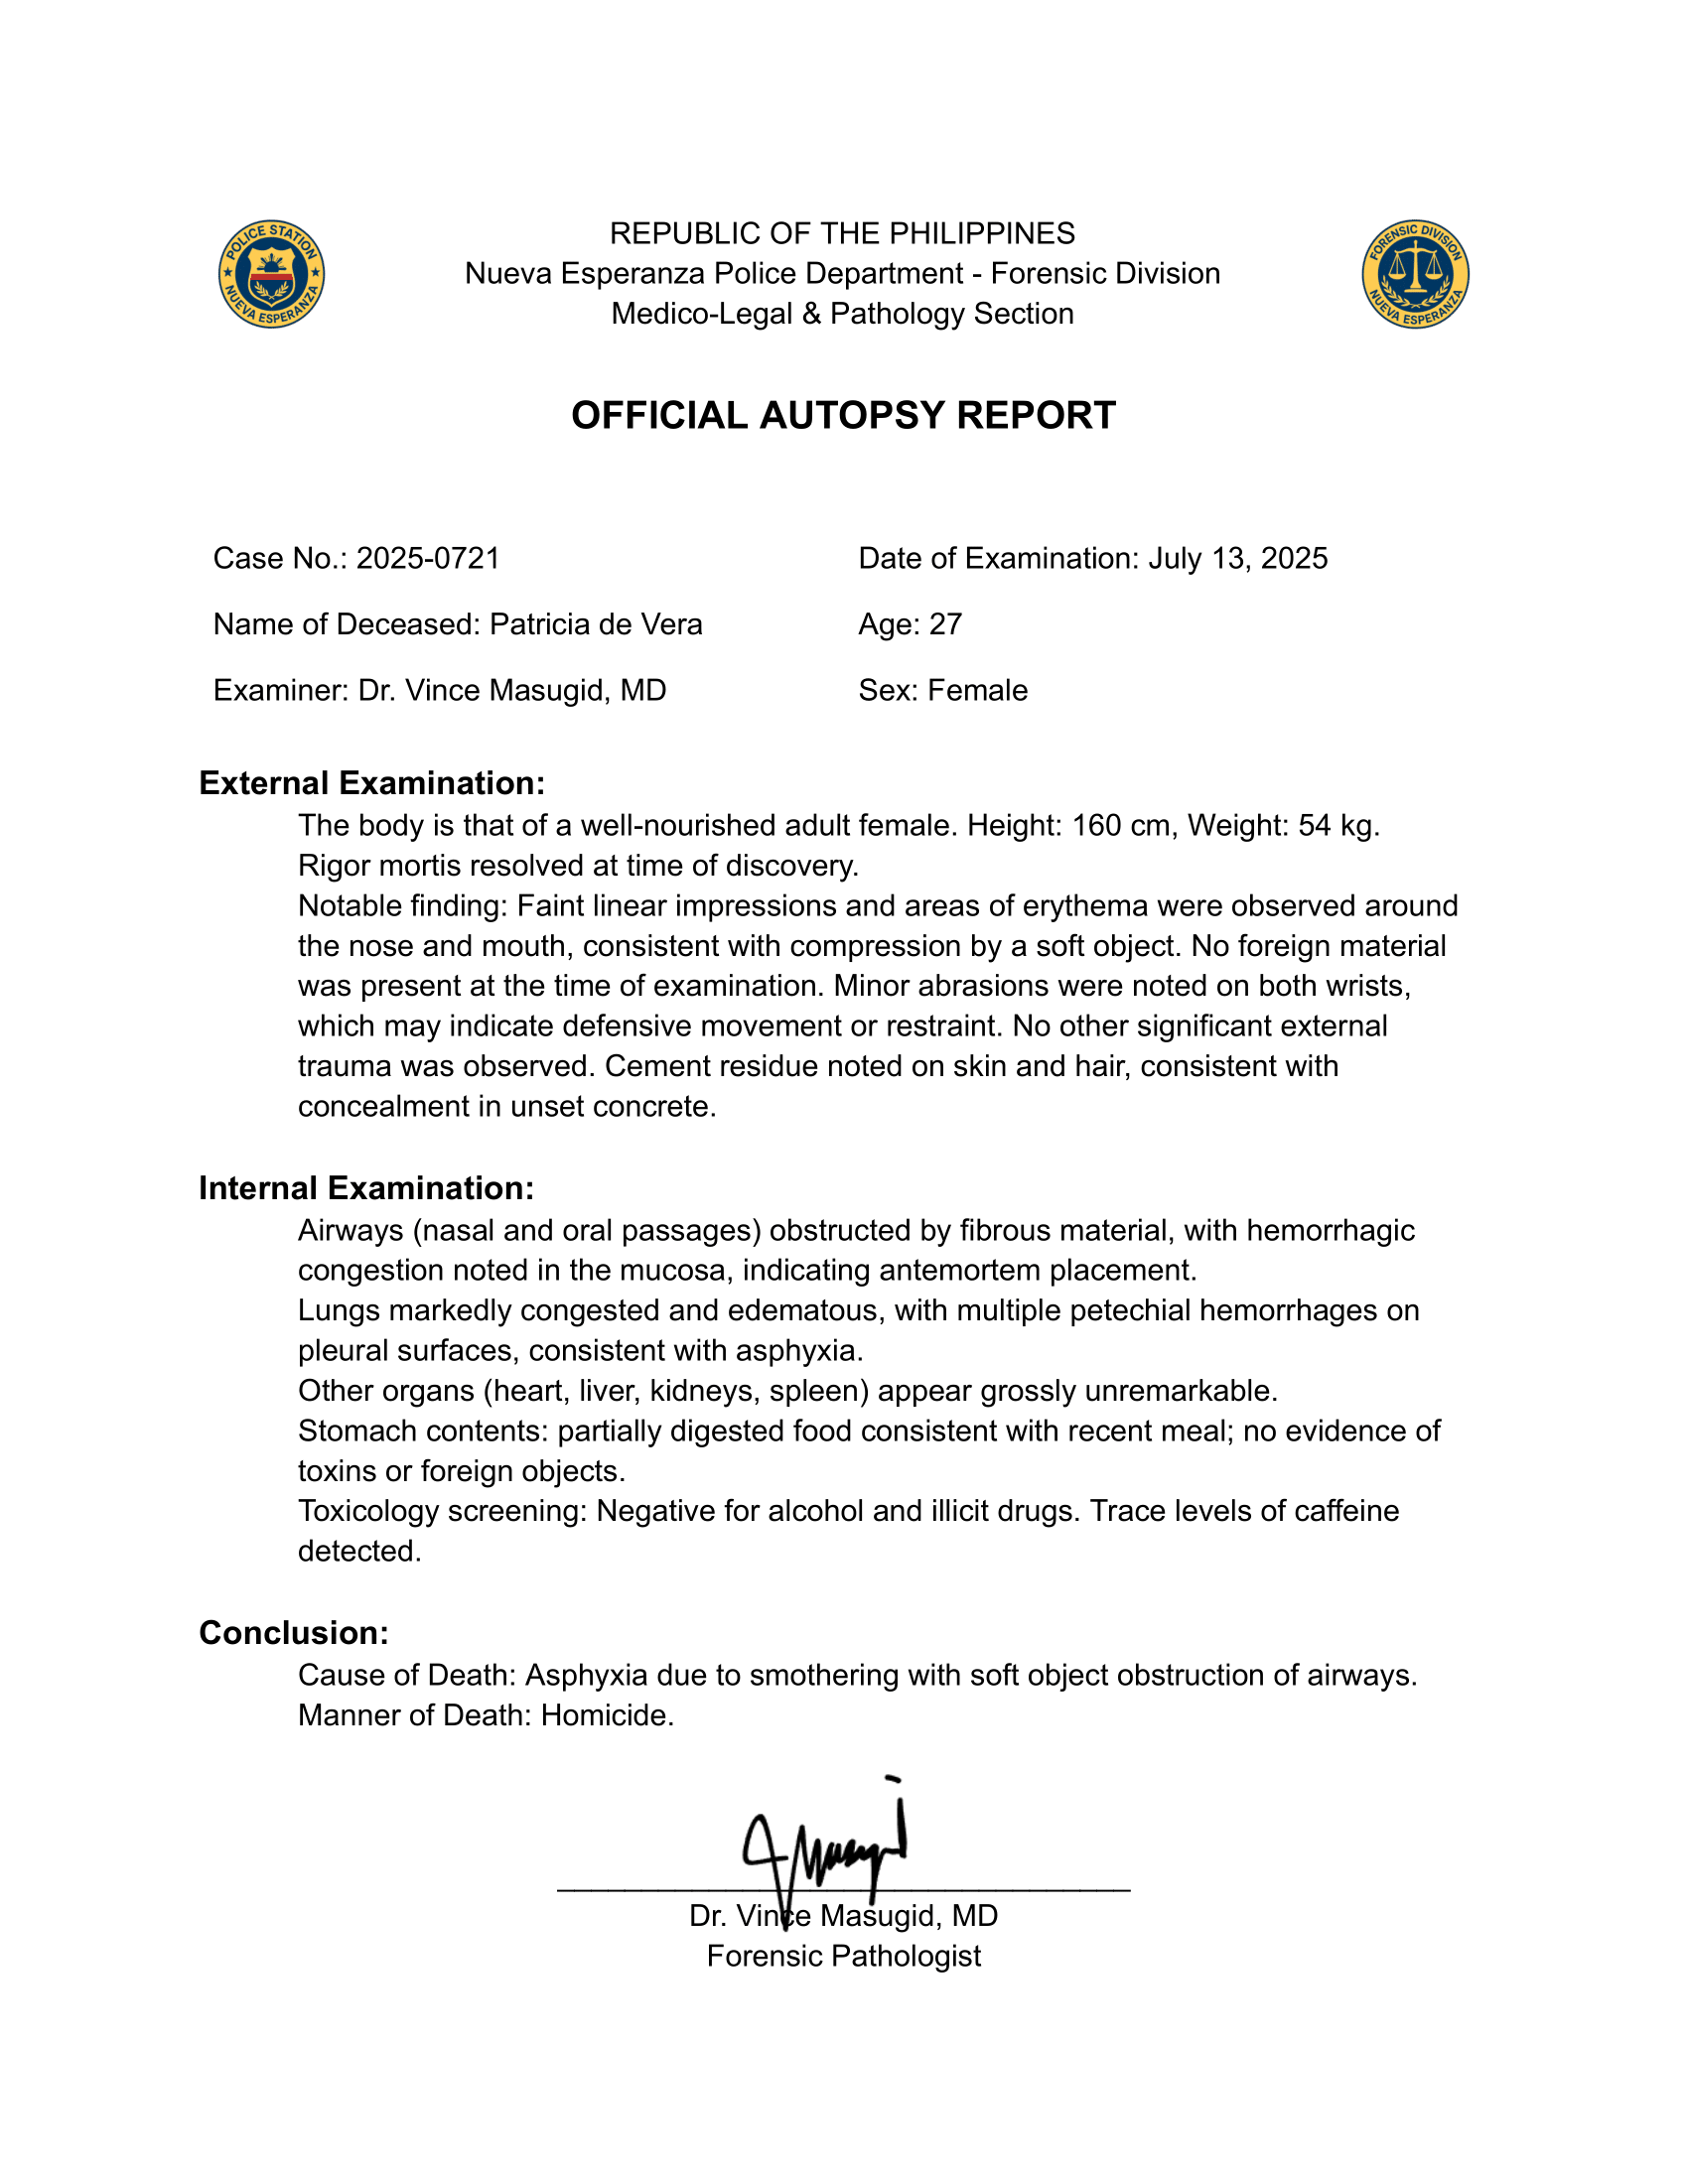 POLICE STATION
NUEVA ESPERANZA
REPUBLIC OF THE PHILIPPINES
Nueva Esperanza Police Department - Forensic Division
Medico-Legal & Pathology Section
FORENSIC DIVISION
NUEVA ESPERANZA
OFFICIAL AUTOPSY REPORT
Case No.: 2025-0721
Date of Examination: July 13, 2025
Name of Deceased: Patricia de Vera
Age: 27
Examiner: Dr. Vince Masugid, MD
Sex: Female
External Examination:
The body is that of a well-nourished adult female. Height: 160 cm, Weight: 54 kg.
Rigor mortis resolved at time of discovery.
Notable finding: Faint linear impressions and areas of erythema were observed around
the nose and mouth, consistent with compression by a soft object. No foreign material
was present at the time of examination. Minor abrasions were noted on both wrists,
which may indicate defensive movement or restraint. No other significant external
trauma was observed. Cement residue noted on skin and hair, consistent with
concealment in unset concrete.
Internal Examination:
Airways (nasal and oral passages) obstructed by fibrous material, with hemorrhagic
congestion noted in the mucosa, indicating antemortem placement.
Lungs markedly congested and edematous, with multiple petechial hemorrhages on
pleural surfaces, consistent with asphyxia.
Other organs (heart, liver, kidneys, spleen) appear grossly unremarkable.
Stomach contents: partially digested food consistent with recent meal; no evidence of
toxins or foreign objects.
Toxicology screening: Negative for alcohol and illicit drugs. Trace levels of caffeine
detected.
Conclusion:
Cause of Death: Asphyxia due to smothering with soft object obstruction of airways.
Manner of Death: Homicide.
Dr. Vince Masugid, MD
Forensic Pathologist